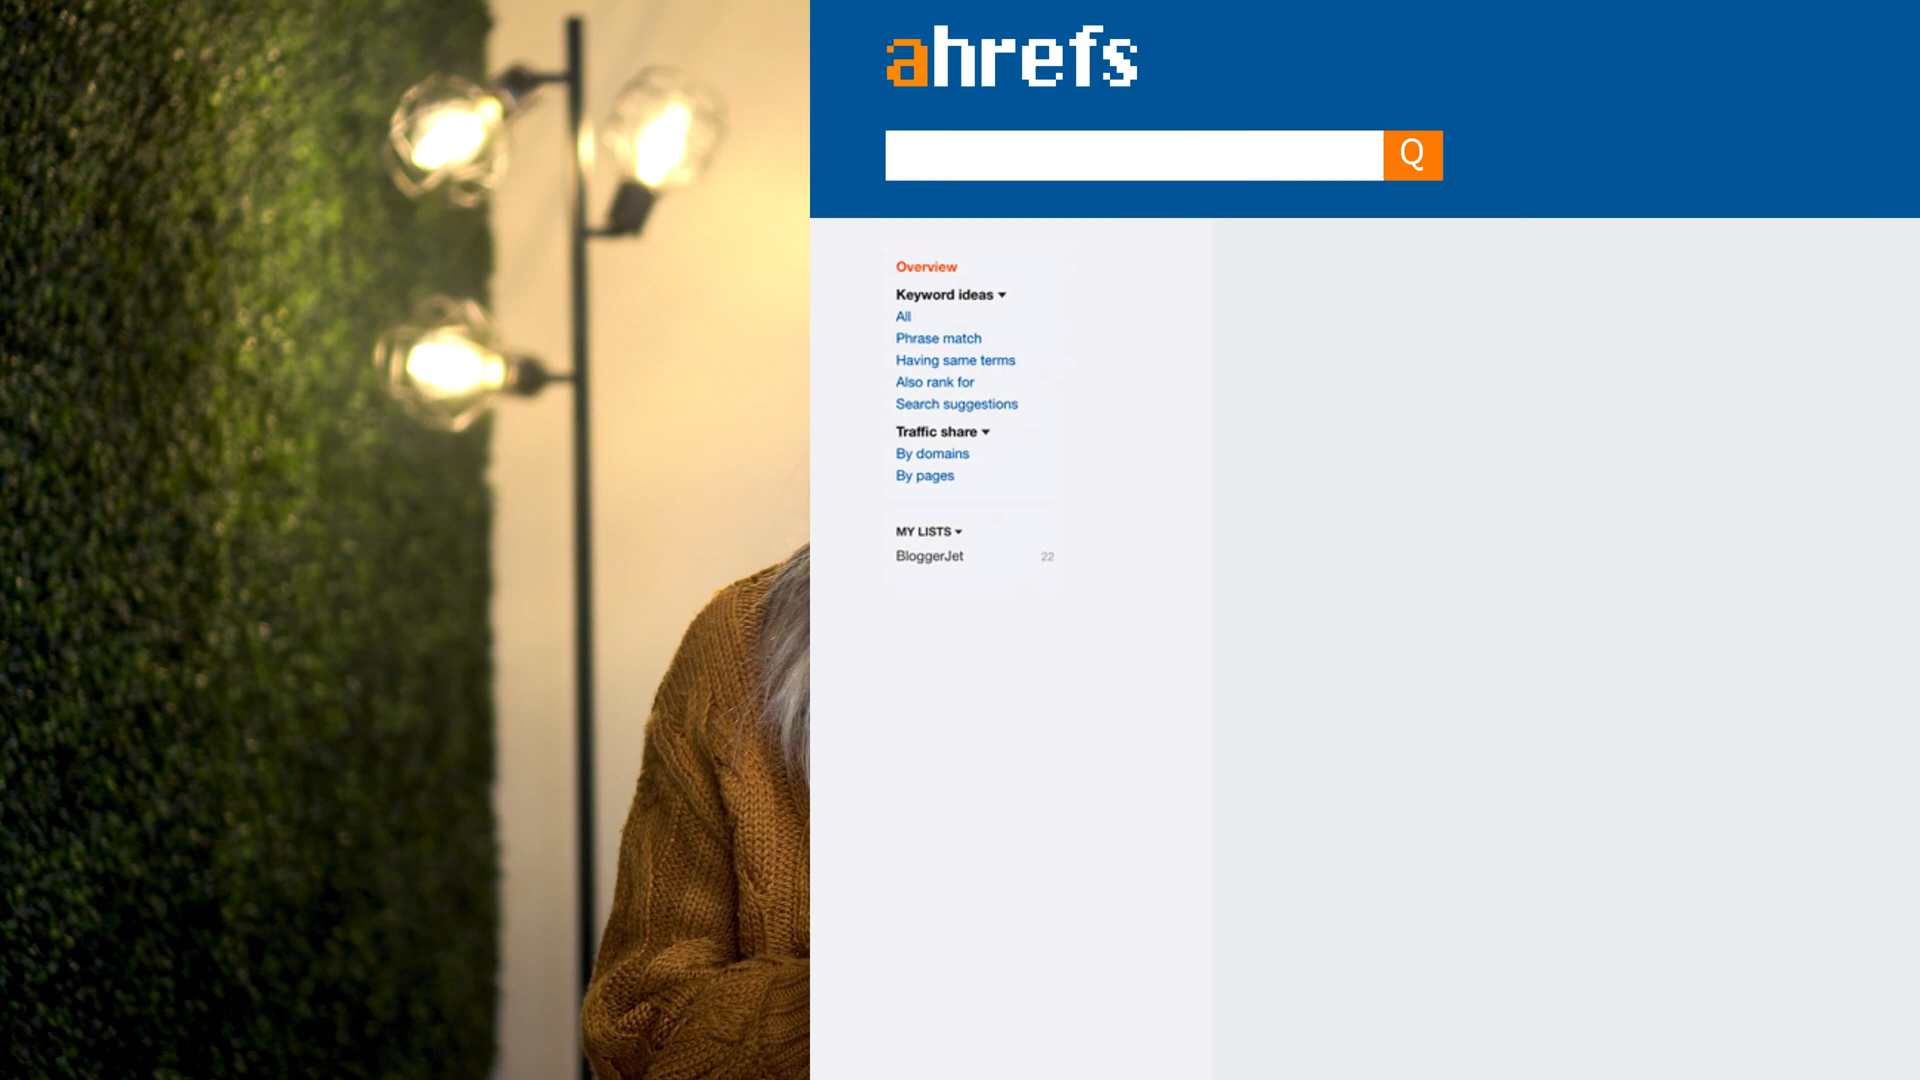 ahrefs
Q
Overview
Keyword ideas
All
Phrase match
Having same terms
Also rank for
Search suggestions
Traffic share
By domains
By pages
MY LISTS
BloggerJet 22